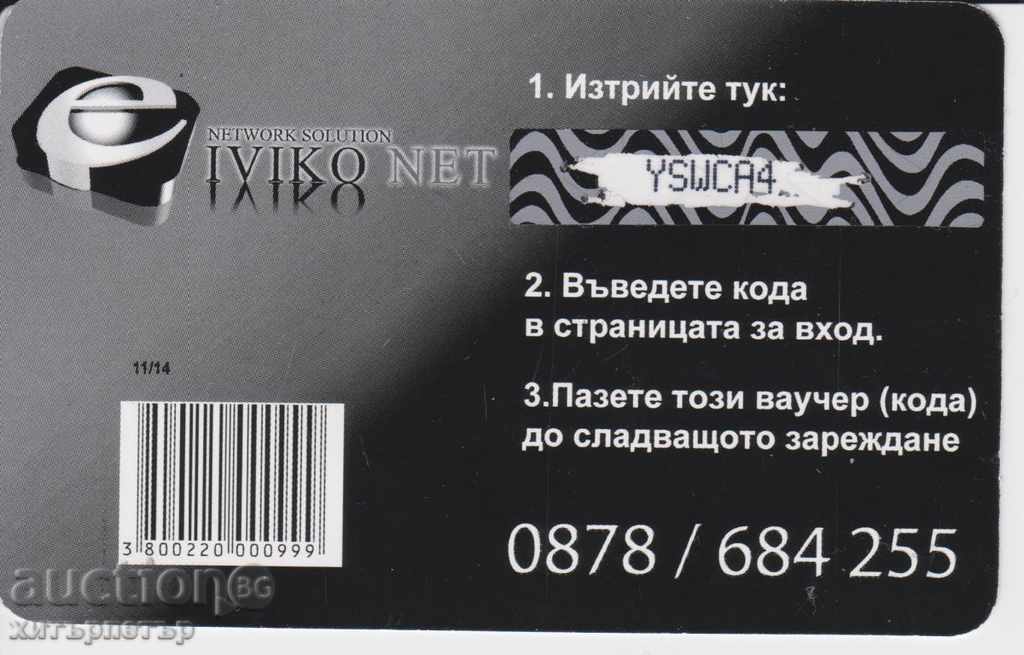 NETWORK SOLUTION
IVIKO NET
1. Изтрийте тук:
YSWCA4
2. Въведете кода
в страницата за вход.
3.Пазете този ваучер (кода)
до сладващото зареждане
11/14
3 800220 000999
0878 / 684 255
auction BG
хитърпетър